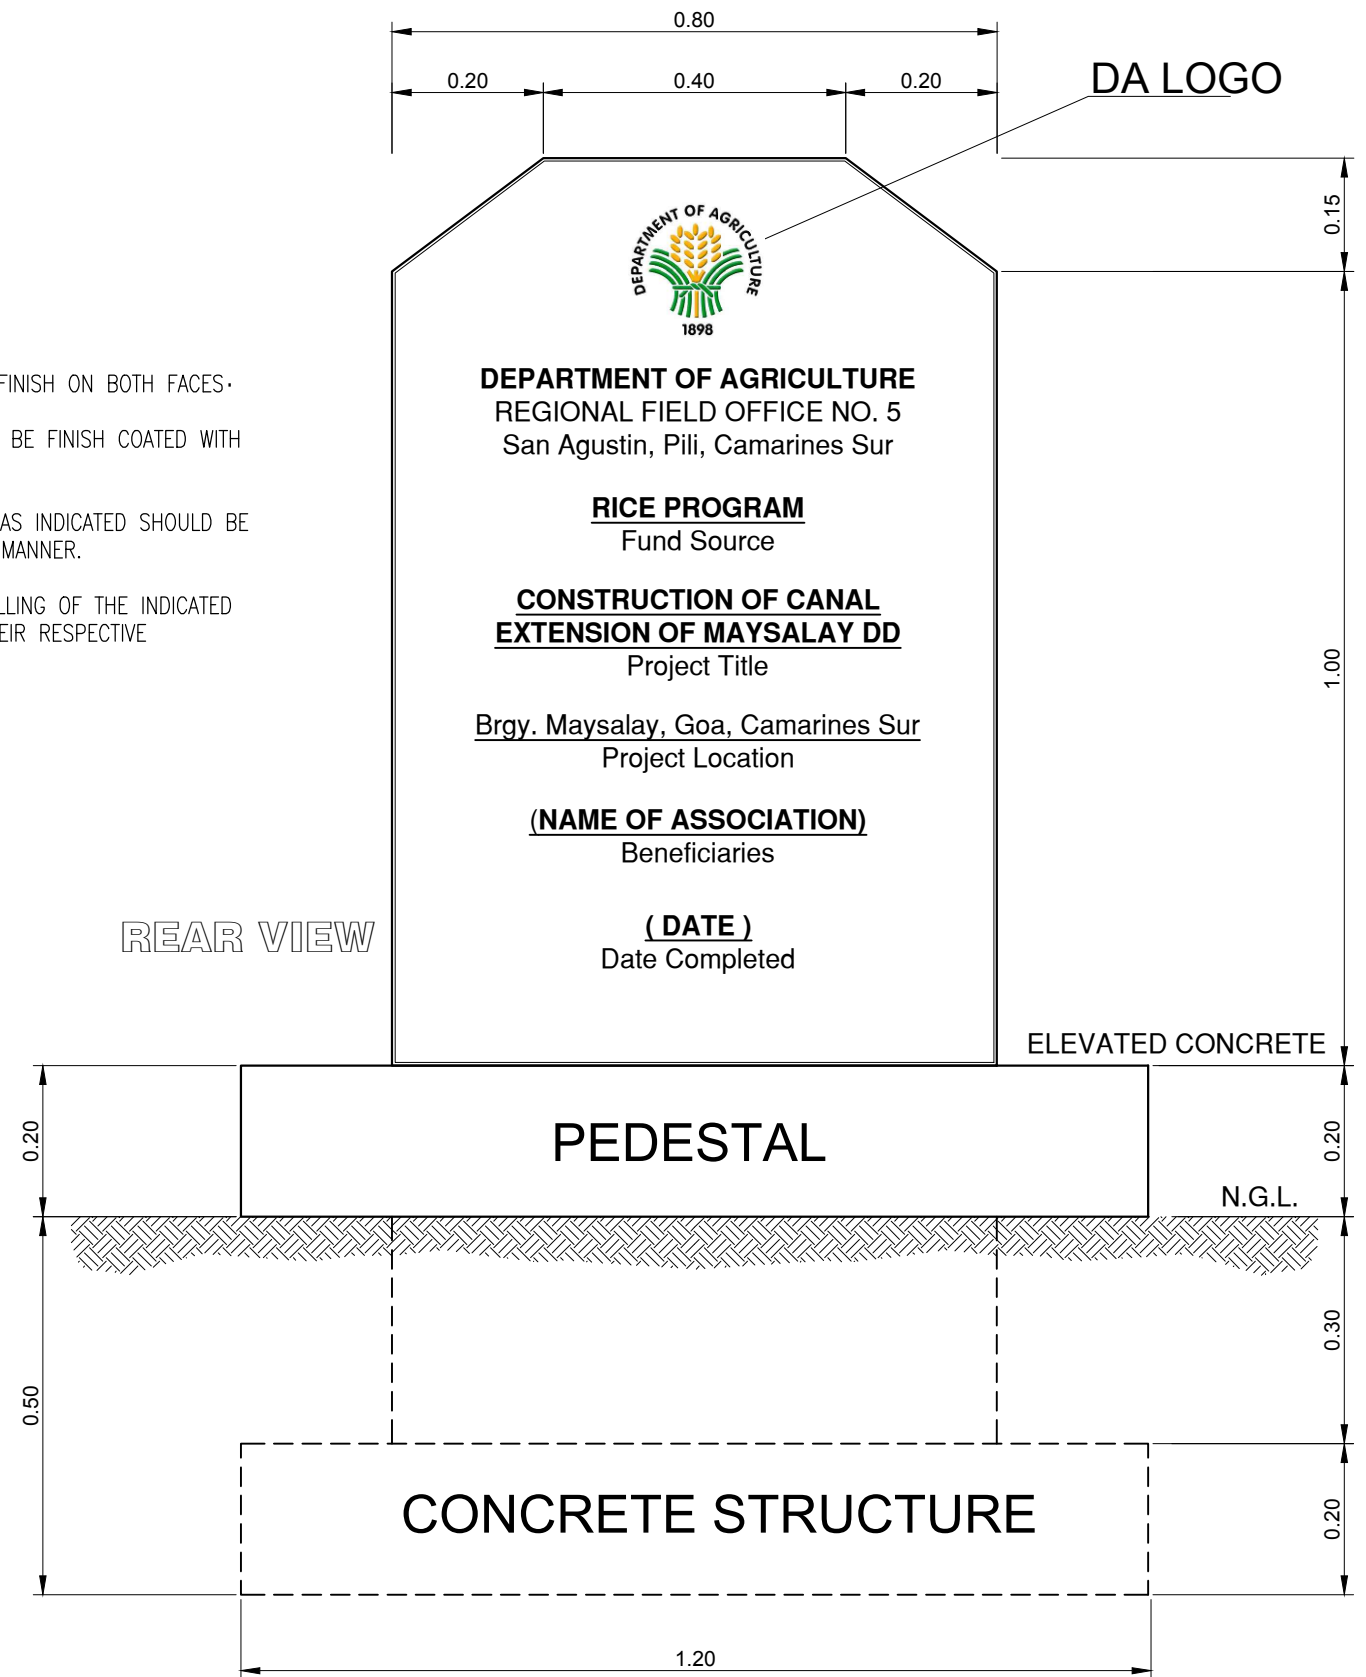 0.80
0.20
0.40
0.20
DA LOGO
0.15
DEPARTMENT OF AGRICULTURE
1898
FINISH ON BOTH FACES.
BE FINISH COATED WITH
AS INDICATED SHOULD BE
MANNER.
LLING OF THE INDICATED
EIR RESPECTIVE
DEPARTMENT OF AGRICULTURE
REGIONAL FIELD OFFICE NO. 5
San Agustin, Pili, Camarines Sur
RICE PROGRAM
Fund Source
CONSTRUCTION OF CANAL
EXTENSION OF MAYSALAY DD
Project Title
1.00
Brgy. Maysalay, Goa, Camarines Sur
Project Location
(NAME OF ASSOCIATION)
Beneficiaries
REAR VIEW
( DATE )
Date Completed
ELEVATED CONCRETE
0.20
PEDESTAL
0.20
N.G.L.
0.30
0.50
CONCRETE STRUCTURE
0.20
1.20